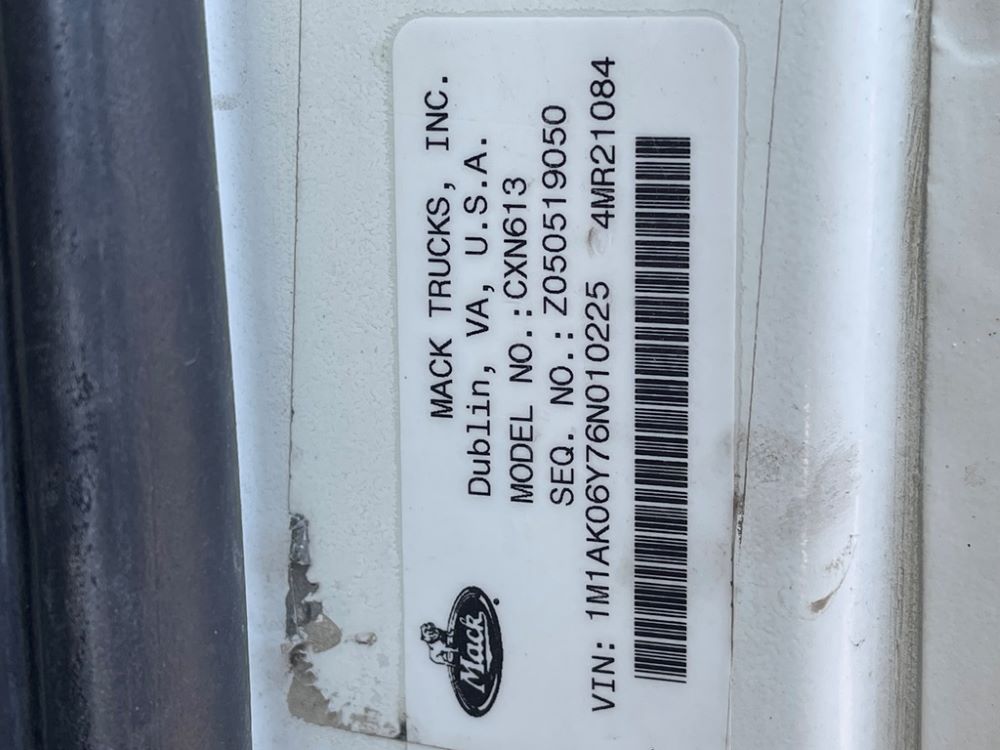 MACK TRUCKS, INC.
Dublin, VA, U.S.A.
MODEL NO.: CXN613
SEQ. NO.: Z050519050
VIN: 1M1AK06Y76N010225 4MR21084
Mack